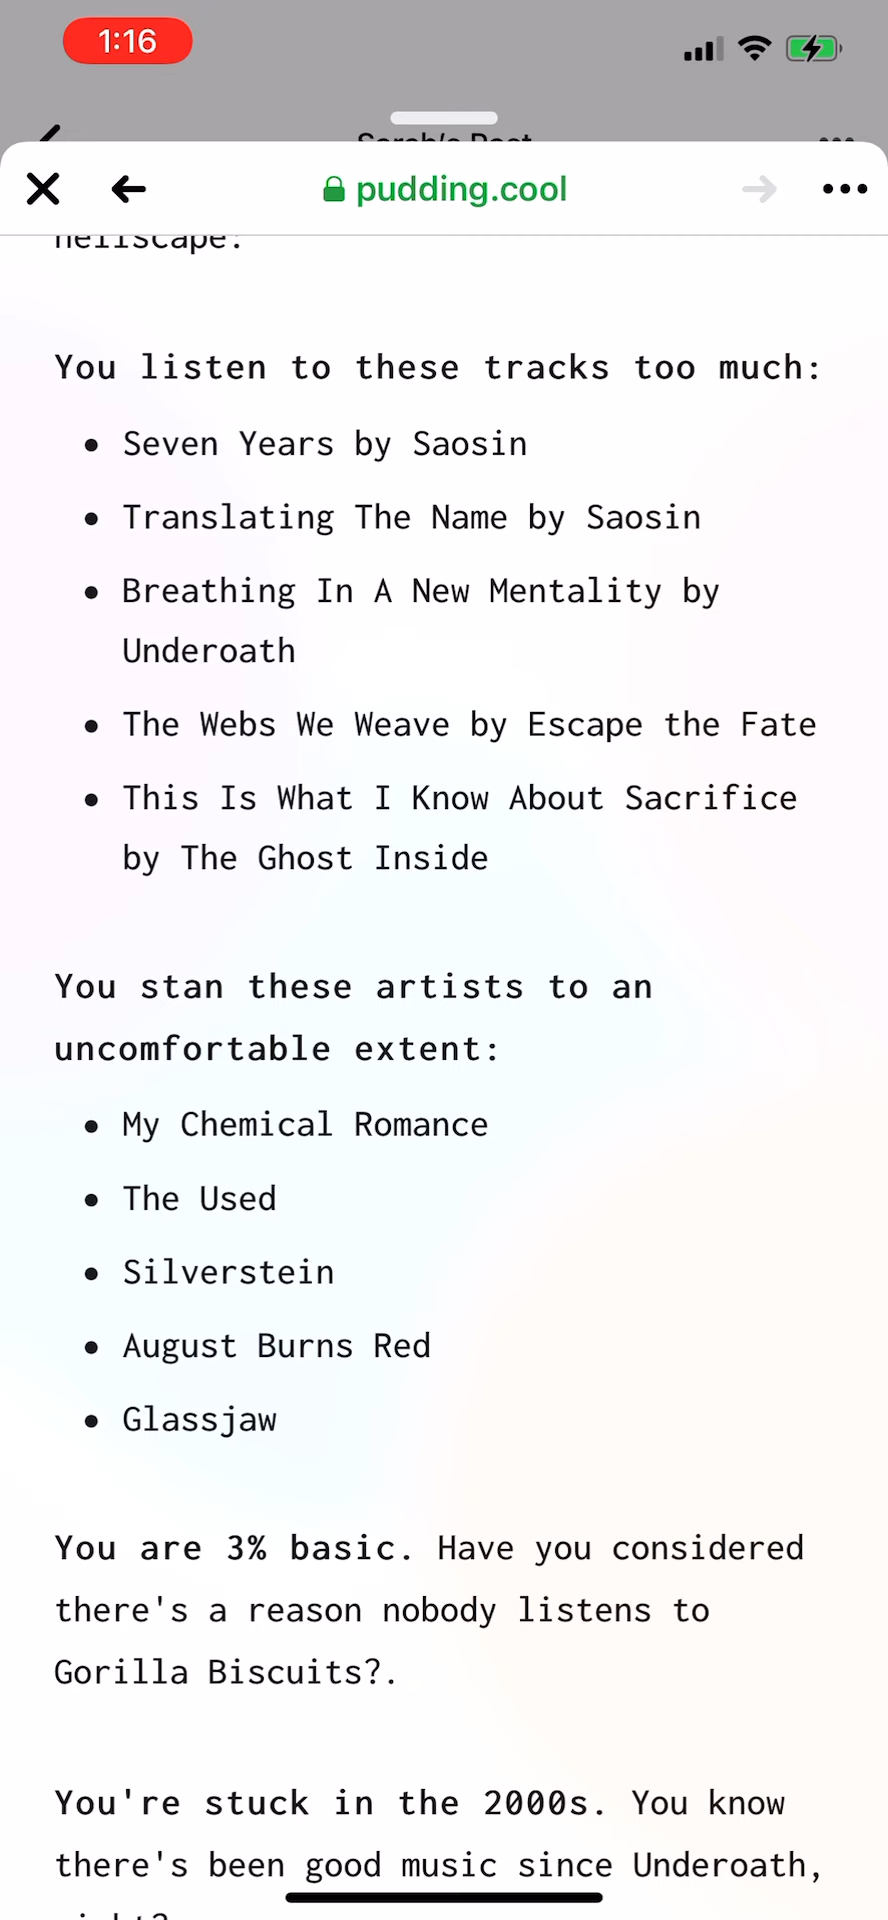 1:16
Sarah's Post
pudding.cool
hellscape:
You listen to these tracks too much:
• Seven Years by Saosin
• Translating The Name by Saosin
• Breathing In A New Mentality by
Underoath
• The Webs We Weave by Escape the Fate
• This Is What I Know About Sacrifice
by The Ghost Inside
You stan these artists to an
uncomfortable extent:
• My Chemical Romance
• The Used
• Silverstein
• August Burns Red
• Glassjaw
You are 3% basic. Have you considered
there's a reason nobody listens to
Gorilla Biscuits?.
You're stuck in the 2000s. You know
there's been good music since Underoath,
right?